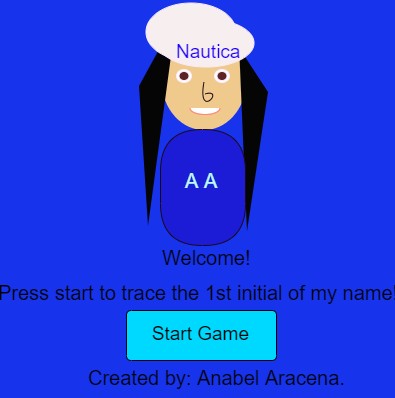 Nautica
A A
Welcome!
Press start to trace the 1st initial of my name!
Start Game
Created by: Anabel Aracena.